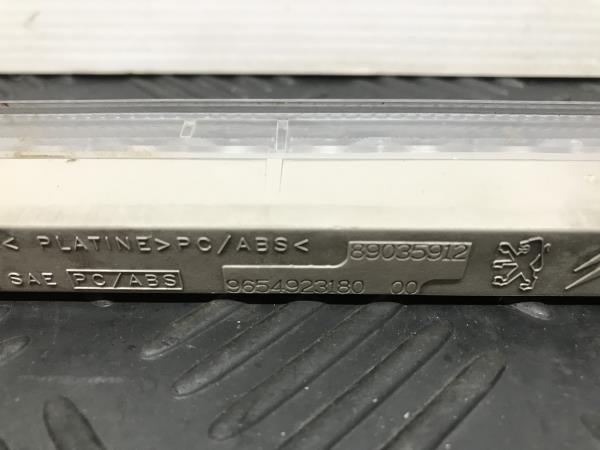 < PLATINE>PC/ABS< 89035912
SAE PC/ABS 9654923180 00